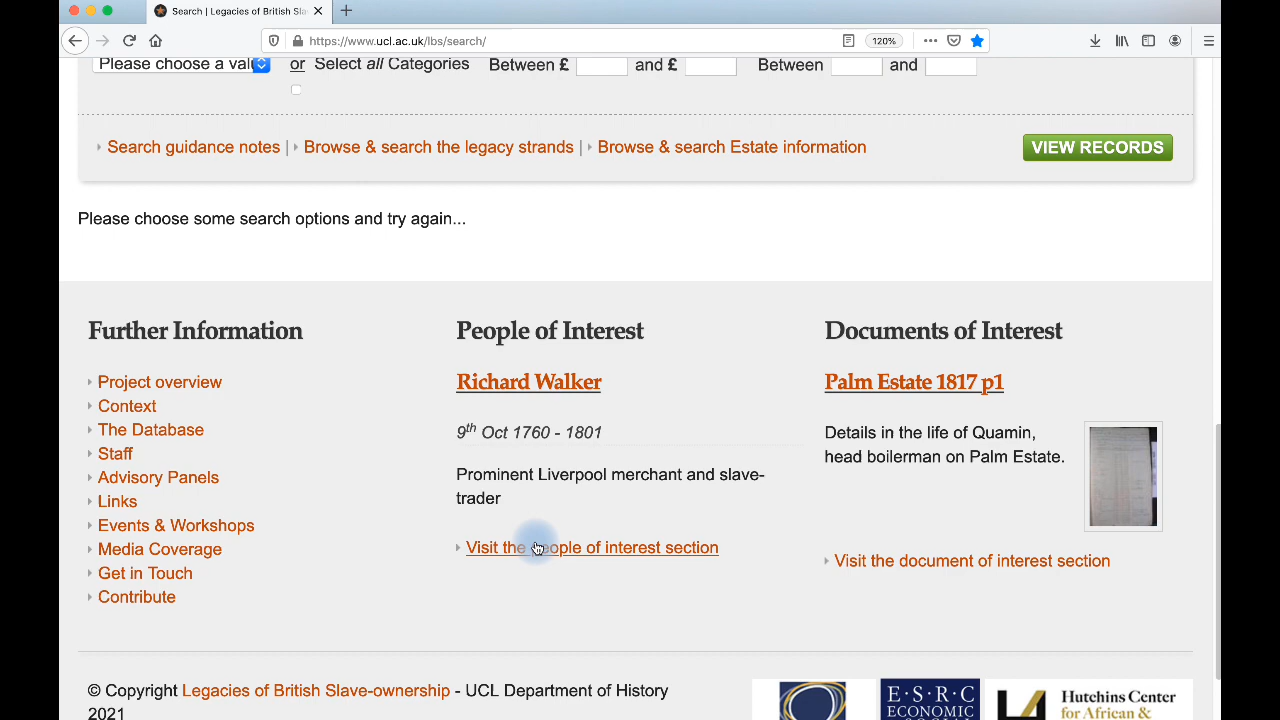 Search | Legacies of British Sla
https://www.ucl.ac.uk/lbs/search/
120%
Please choose a valu or Select all Categories Between £ and £ Between and
Search guidance notes | Browse & search the legacy strands | Browse & search Estate information
VIEW RECORDS
Please choose some search options and try again...
Further Information
Project overview
Context
The Database
Staff
Advisory Panels
Links
Events & Workshops
Media Coverage
Get in Touch
Contribute
People of Interest
Richard Walker
9th Oct 1760 - 1801
Prominent Liverpool merchant and slave-
trader
Visit the people of interest section
Documents of Interest
Palm Estate 1817 p1
Details in the life of Quamin,
head boilerman on Palm Estate.
Visit the document of interest section
© Copyright Legacies of British Slave-ownership - UCL Department of History
2021
E·S·R·C
ECONOMIC
Hutchins Center
for African &